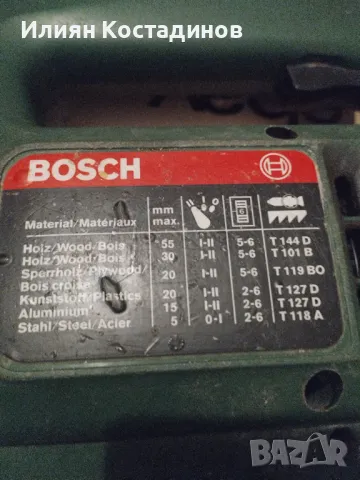 Илиян Костадинов
BOSCH
Material/Matériaux mm max.
Holz/Wood/Bois 55 I-II 5-6 T 144 D
Holz/Wood/Bois 30 I-II 5-6 T 101 B
Sperrholz/Plywood/
Bois croisé 20 I-II 5-6 T 119 BO
Kunststoff/Plastics 20 I-II 2-6 T 127 D
Aluminium 15 I-II 2-6 T 127 D
Stahl/Steel/Acier 5 0-I 2-6 T 118 A
BAZAR